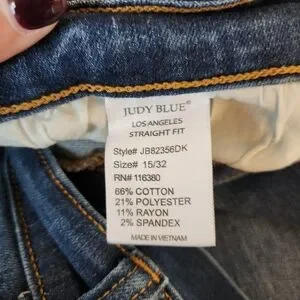 JUDY BLUE®
LOS ANGELES
STRAIGHT FIT
Style# JB82356DK
Size# 15/32
RN# 116380
66% COTTON
21% POLYESTER
11% RAYON
2% SPANDEX
MADE IN VIETNAM